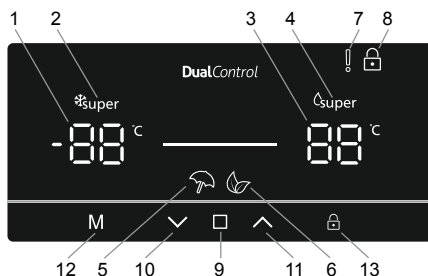 1 2 3 4 7 8
DualControl
super super
-88 °C 88 °C
M
12 5 10 9 11 6 13